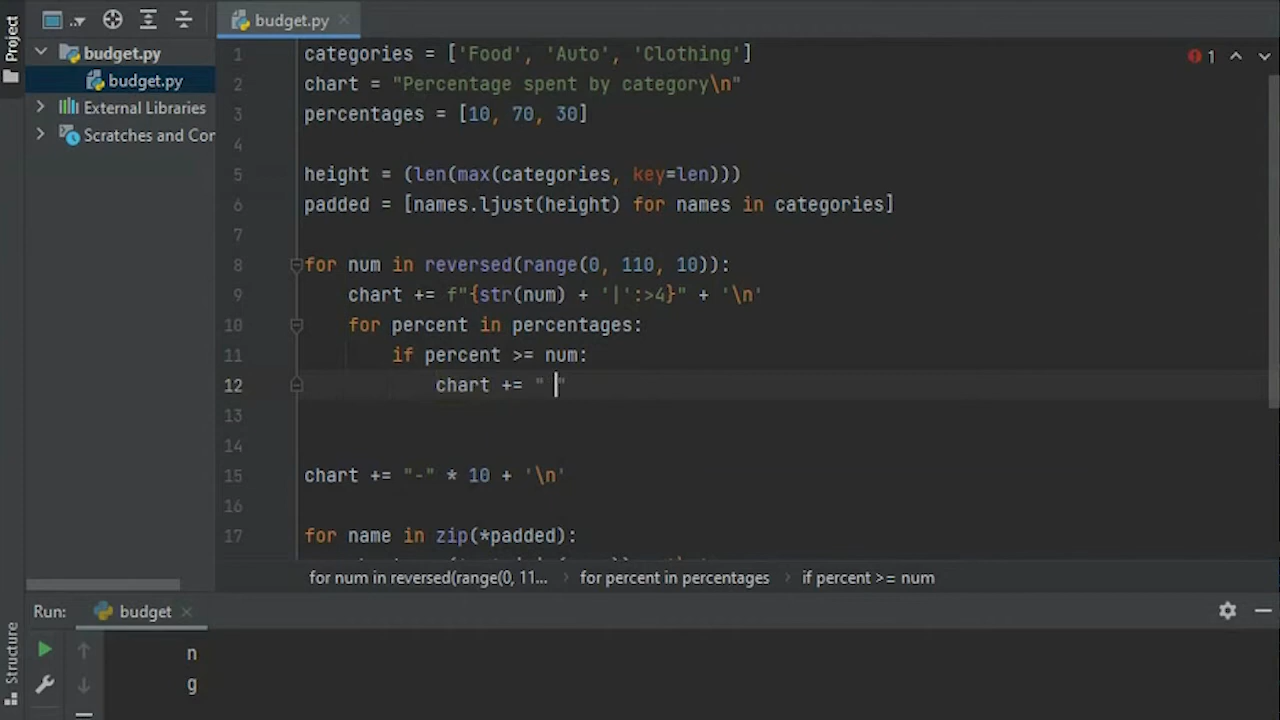 Project
budget.py
budget.py
budget.py
External Libraries
Scratches and Cor
1 categories = ['Food', 'Auto', 'Clothing']
1
2 chart = "Percentage spent by category\n"
3 percentages = [10, 70, 30]
4
5 height = (len(max(categories, key=len)))
6 padded = [names.ljust(height) for names in categories]
7
8 for num in reversed(range(0, 110, 10)):
9 chart += f"{str(num) + '|':>4}" + '\n'
10 for percent in percentages:
11 if percent >= num:
12 chart += " "
13
14
15 chart += "-" * 10 + '\n'
16
17 for name in zip(*padded):
for num in reversed(range(0, 11... › for percent in percentages › if percent >= num
Run: budget
n
g
Structure